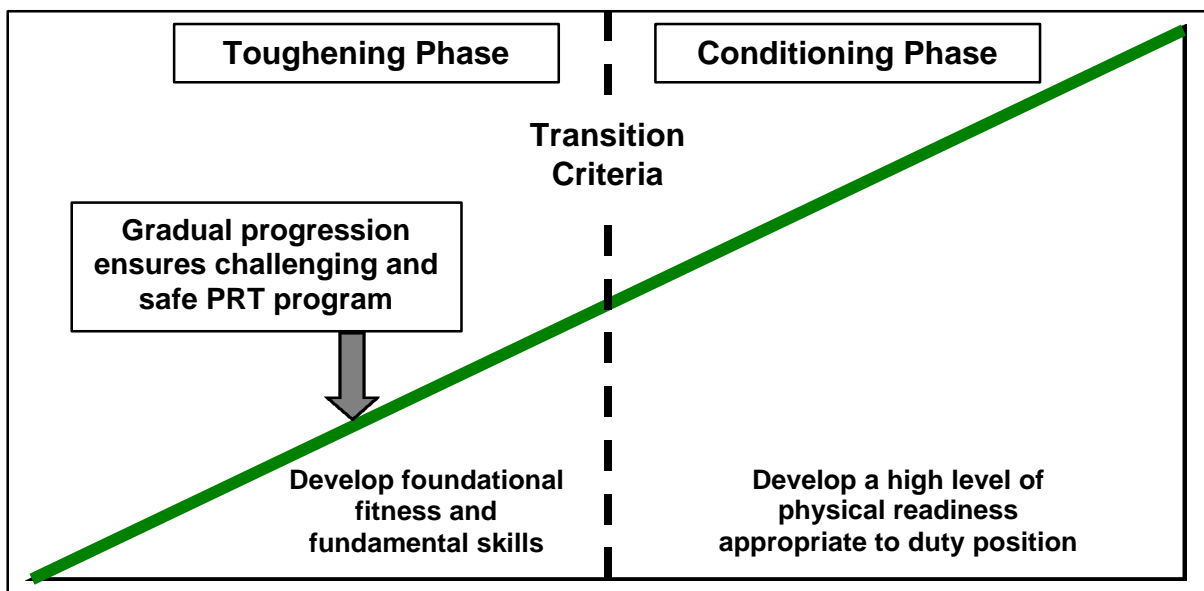 Toughening Phase
Conditioning Phase
Transition
Criteria
Gradual progression
ensures challenging and
safe PRT program
Develop foundational
fitness and
fundamental skills
Develop a high level of
physical readiness
appropriate to duty position